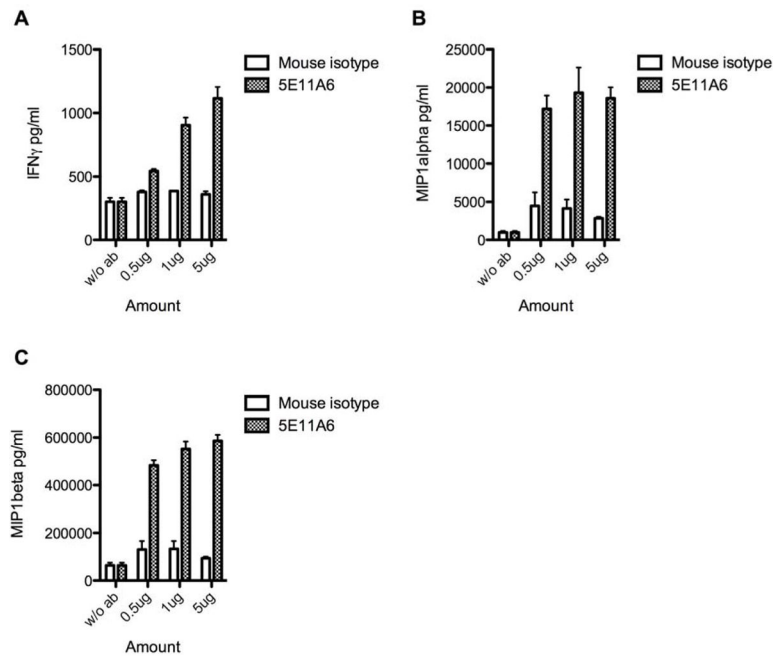 A
IFNγ pg/ml
1500
1000
500
0
w/o ab
0.5ug
1ug
5ug
Amount
Mouse isotype
5E11A6
B
MIP1alpha pg/ml
25000
20000
15000
10000
5000
0
w/o ab
0.5ug
1ug
5ug
Amount
Mouse isotype
5E11A6
C
MIP1beta pg/ml
800000
600000
400000
200000
0
w/o ab
0.5ug
1ug
5ug
Amount
Mouse isotype
5E11A6